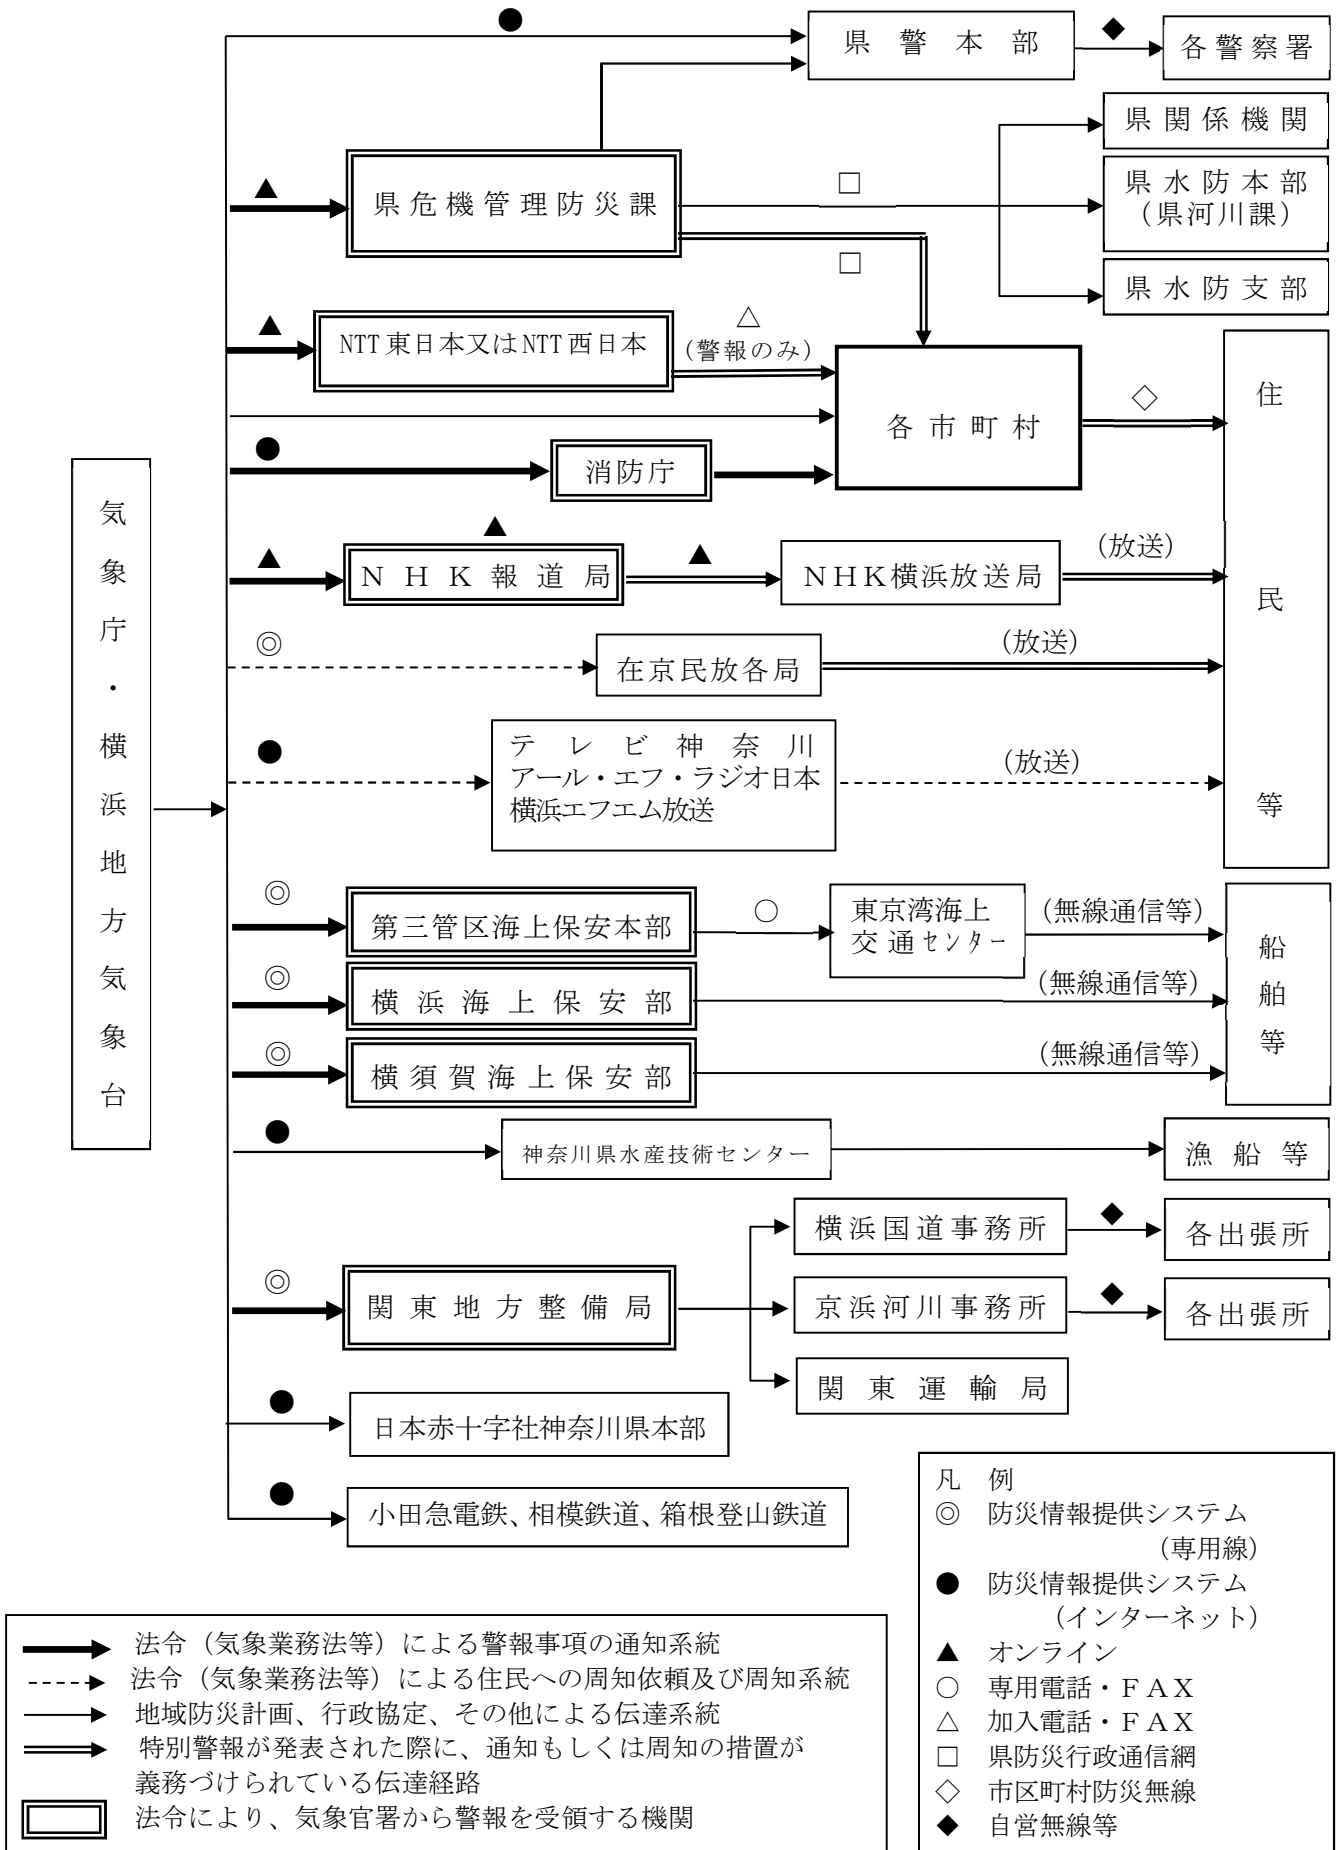 ●
県警本部
◆
各警察署
県関係機関
▲
県危機管理防災課
□
県水防本部
（県河川課）
□
県水防支部
▲
NTT東日本又はNTT西日本
△
（警報のみ）
各市町村
◇
住民等
●
消防庁
気象庁・横浜地方気象台
▲
▲
ＮＨＫ報道局
▲
ＮＨＫ横浜放送局
（放送）
◎
在京民放各局
（放送）
●
テレビ神奈川
アール・エフ・ラジオ日本
横浜エフエム放送
（放送）
◎
第三管区海上保安本部
○
東京湾海上
交通センター
（無線通信等）
船舶等
◎
横浜海上保安部
（無線通信等）
◎
横須賀海上保安部
（無線通信等）
●
神奈川県水産技術センター
漁船等
横浜国道事務所
◆
各出張所
◎
関東地方整備局
京浜河川事務所
◆
各出張所
関東運輸局
●
日本赤十字社神奈川県本部
●
小田急電鉄、相模鉄道、箱根登山鉄道
凡　例
◎　防災情報提供システム
（専用線）
●　防災情報提供システム
（インターネット）
▲　オンライン
○　専用電話・ＦＡＸ
△　加入電話・ＦＡＸ
□　県防災行政通信網
◇　市区町村防災無線
◆　自営無線等
法令（気象業務法等）による警報事項の通知系統
法令（気象業務法等）による住民への周知依頼及び周知系統
地域防災計画、行政協定、その他による伝達系統
特別警報が発表された際に、通知もしくは周知の措置が
義務づけられている伝達経路
法令により、気象官署から警報を受領する機関